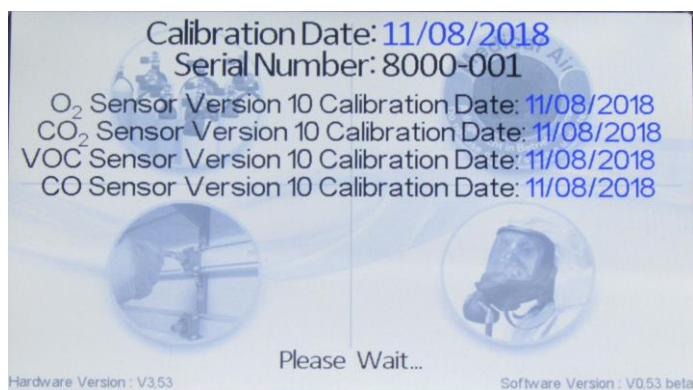 Calibration Date: 11/08/2018
Serial Number: 8000-001
O₂ Sensor Version 10 Calibration Date: 11/08/2018
CO₂ Sensor Version 10 Calibration Date: 11/08/2018
VOC Sensor Version 10 Calibration Date: 11/08/2018
CO Sensor Version 10 Calibration Date: 11/08/2018
Please Wait...
Hardware Version : V3.53
Software Version : V0.53 beta